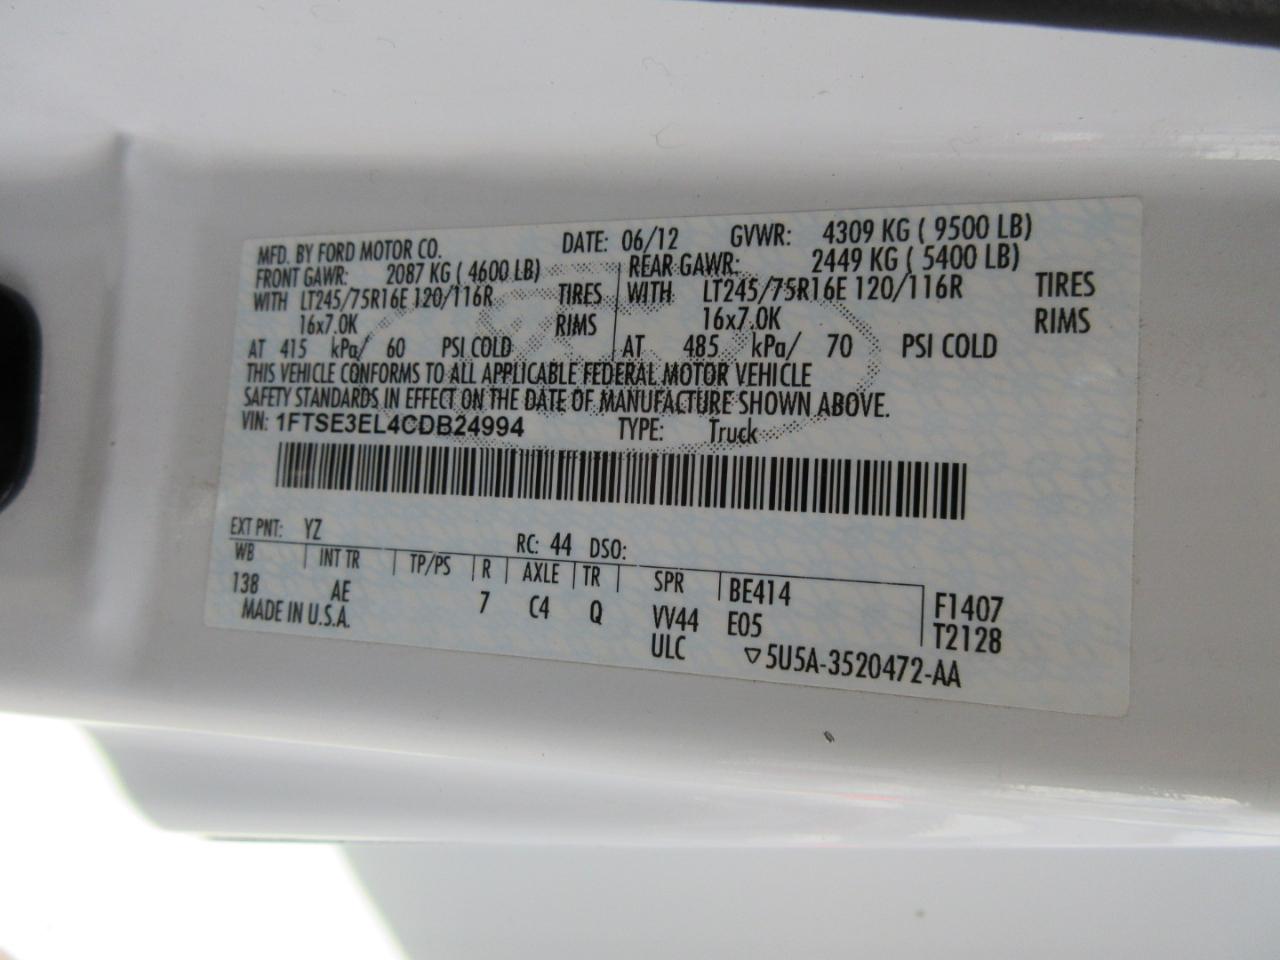 MFD. BY FORD MOTOR CO. DATE: 06/12 GVWR: 4309 KG ( 9500 LB)
FRONT GAWR: 2087 KG ( 4600 LB) REAR GAWR: 2449 KG ( 5400 LB)
WITH LT245/75R16E 120/116R TIRES WITH LT245/75R16E 120/116R TIRES
16x7.0K RIMS 16x7.0K RIMS
AT 415 kPa/ 60 PSI COLD AT 485 kPa/ 70 PSI COLD
THIS VEHICLE CONFORMS TO ALL APPLICABLE FEDERAL MOTOR VEHICLE
SAFETY STANDARDS IN EFFECT ON THE DATE OF MANUFACTURE SHOWN ABOVE.
VIN: 1FTSE3EL4CDB24994 TYPE: Truck
EXT PNT: YZ RC: 44 DSO:
WB INT TR TP/PS R AXLE TR SPR BE414 F1407
138 AE 7 C4 Q VV44 E05 T2128
MADE IN U.S.A. ULC ▽5U5A-3520472-AA